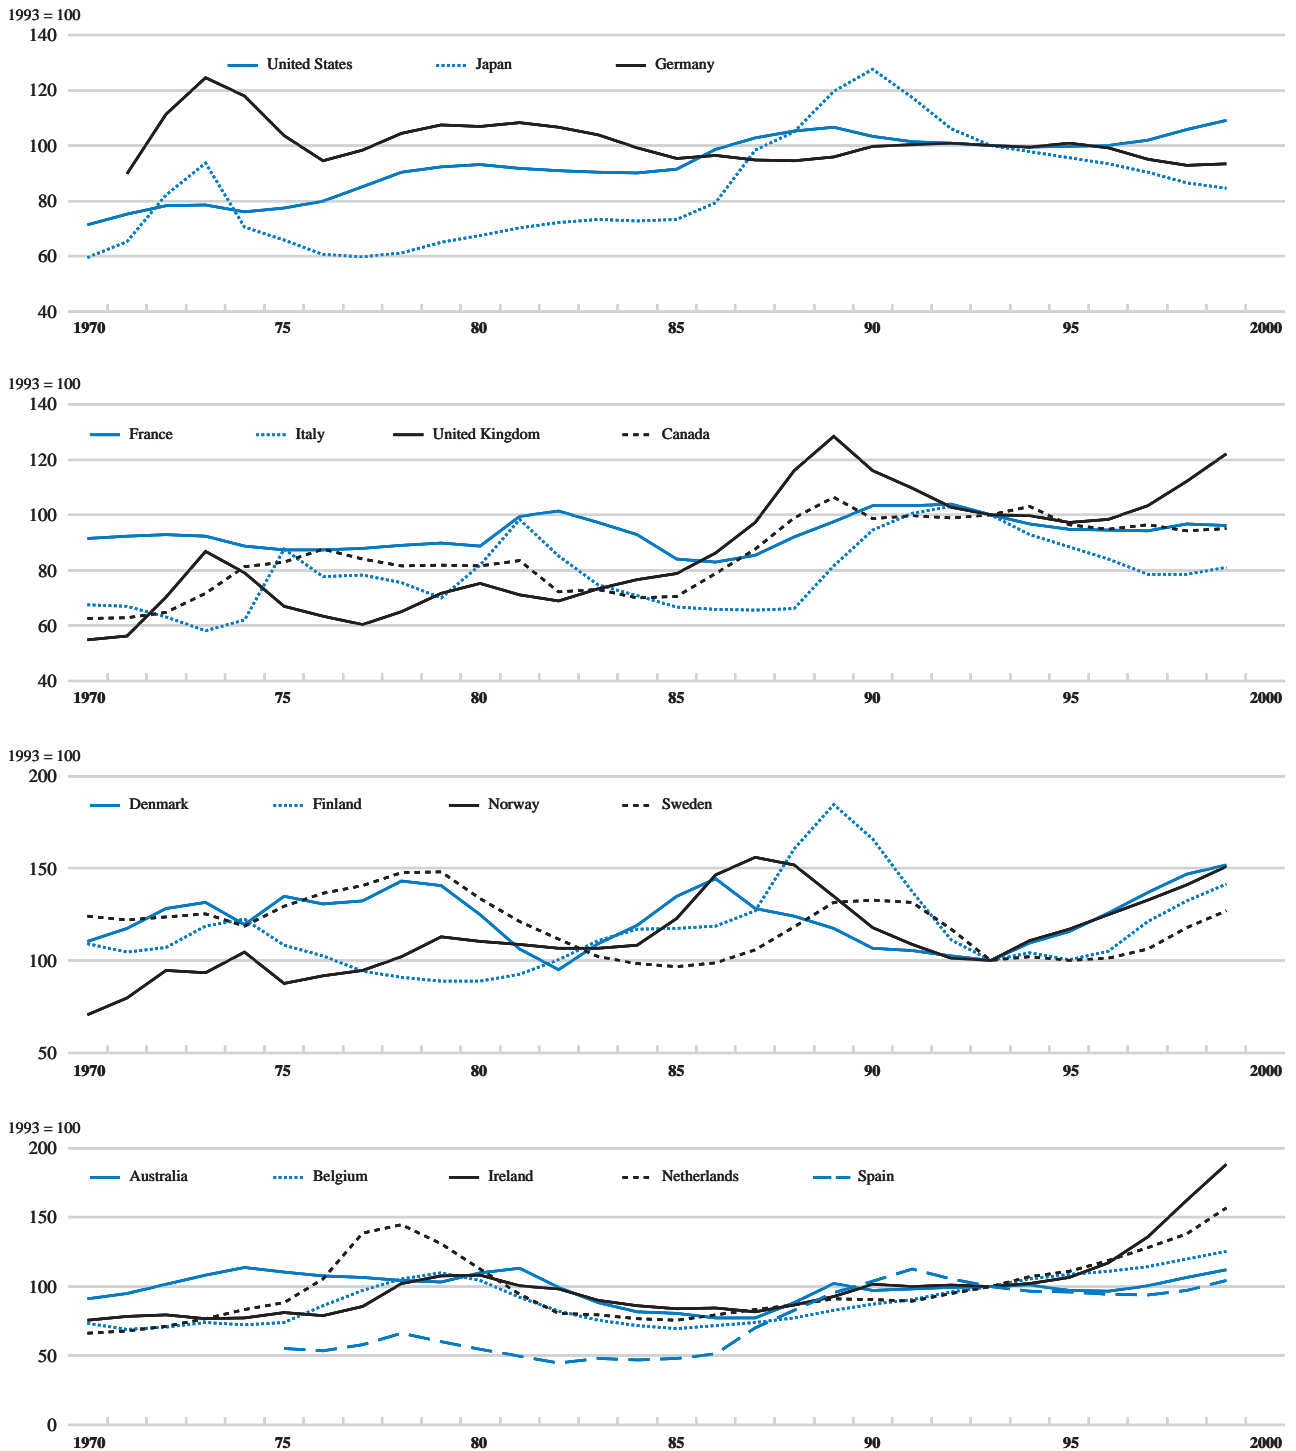 1993 = 100
140
United States Japan Germany
120
100
80
60
40
1970 75 80 85 90 95 2000
1993 = 100
140
France Italy United Kingdom Canada
120
100
80
60
40
1970 75 80 85 90 95 2000
1993 = 100
200
Denmark Finland Norway Sweden
150
100
50
1970 75 80 85 90 95 2000
1993 = 100
200
Australia Belgium Ireland Netherlands Spain
150
100
50
0
1970 75 80 85 90 95 2000